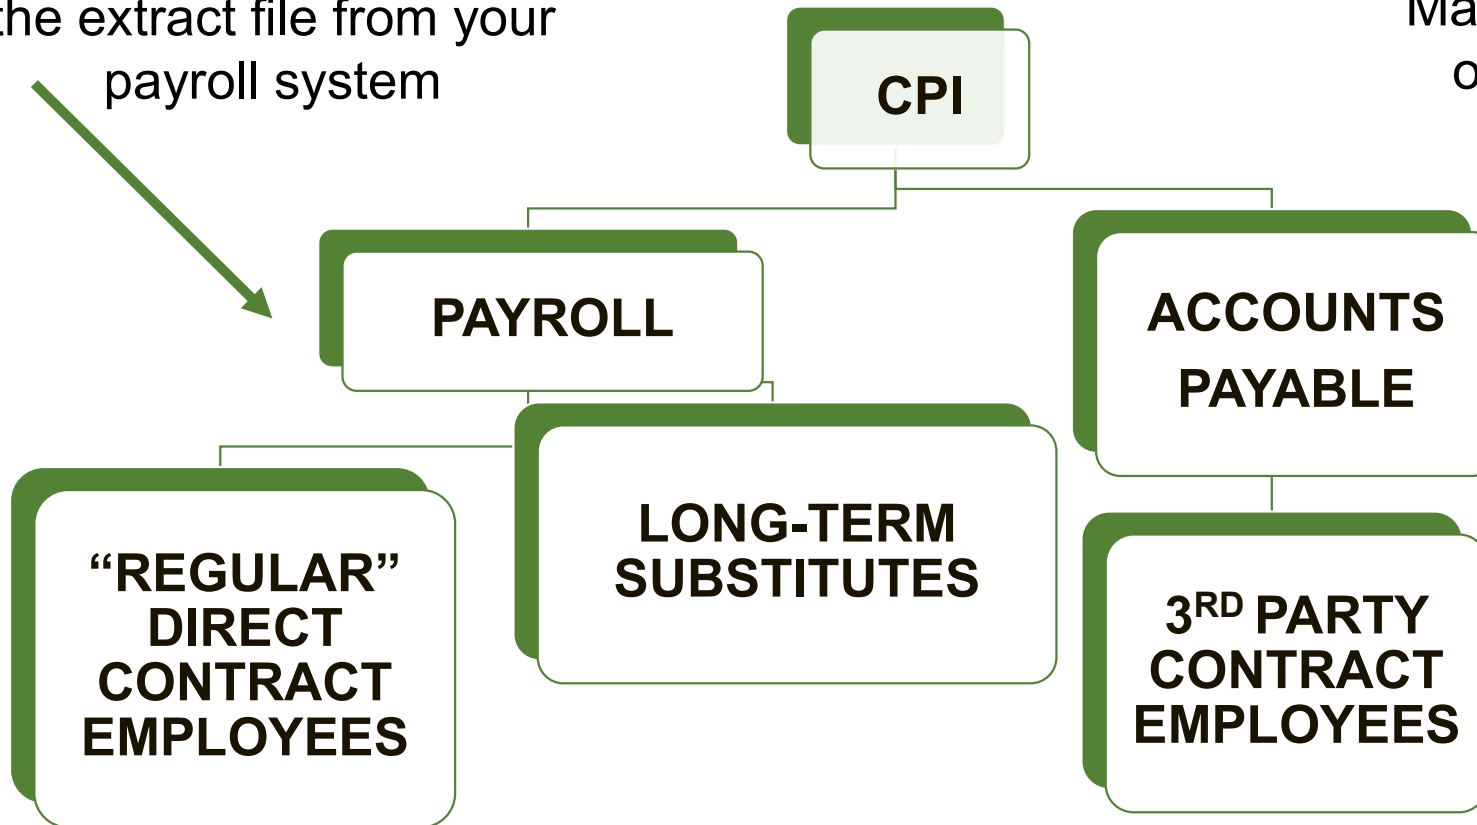 the extract file from your
payroll system
Ma
o
CPI
PAYROLL
ACCOUNTS
PAYABLE
LONG-TERM
SUBSTITUTES
“REGULAR”
DIRECT
CONTRACT
EMPLOYEES
3RD PARTY
CONTRACT
EMPLOYEES